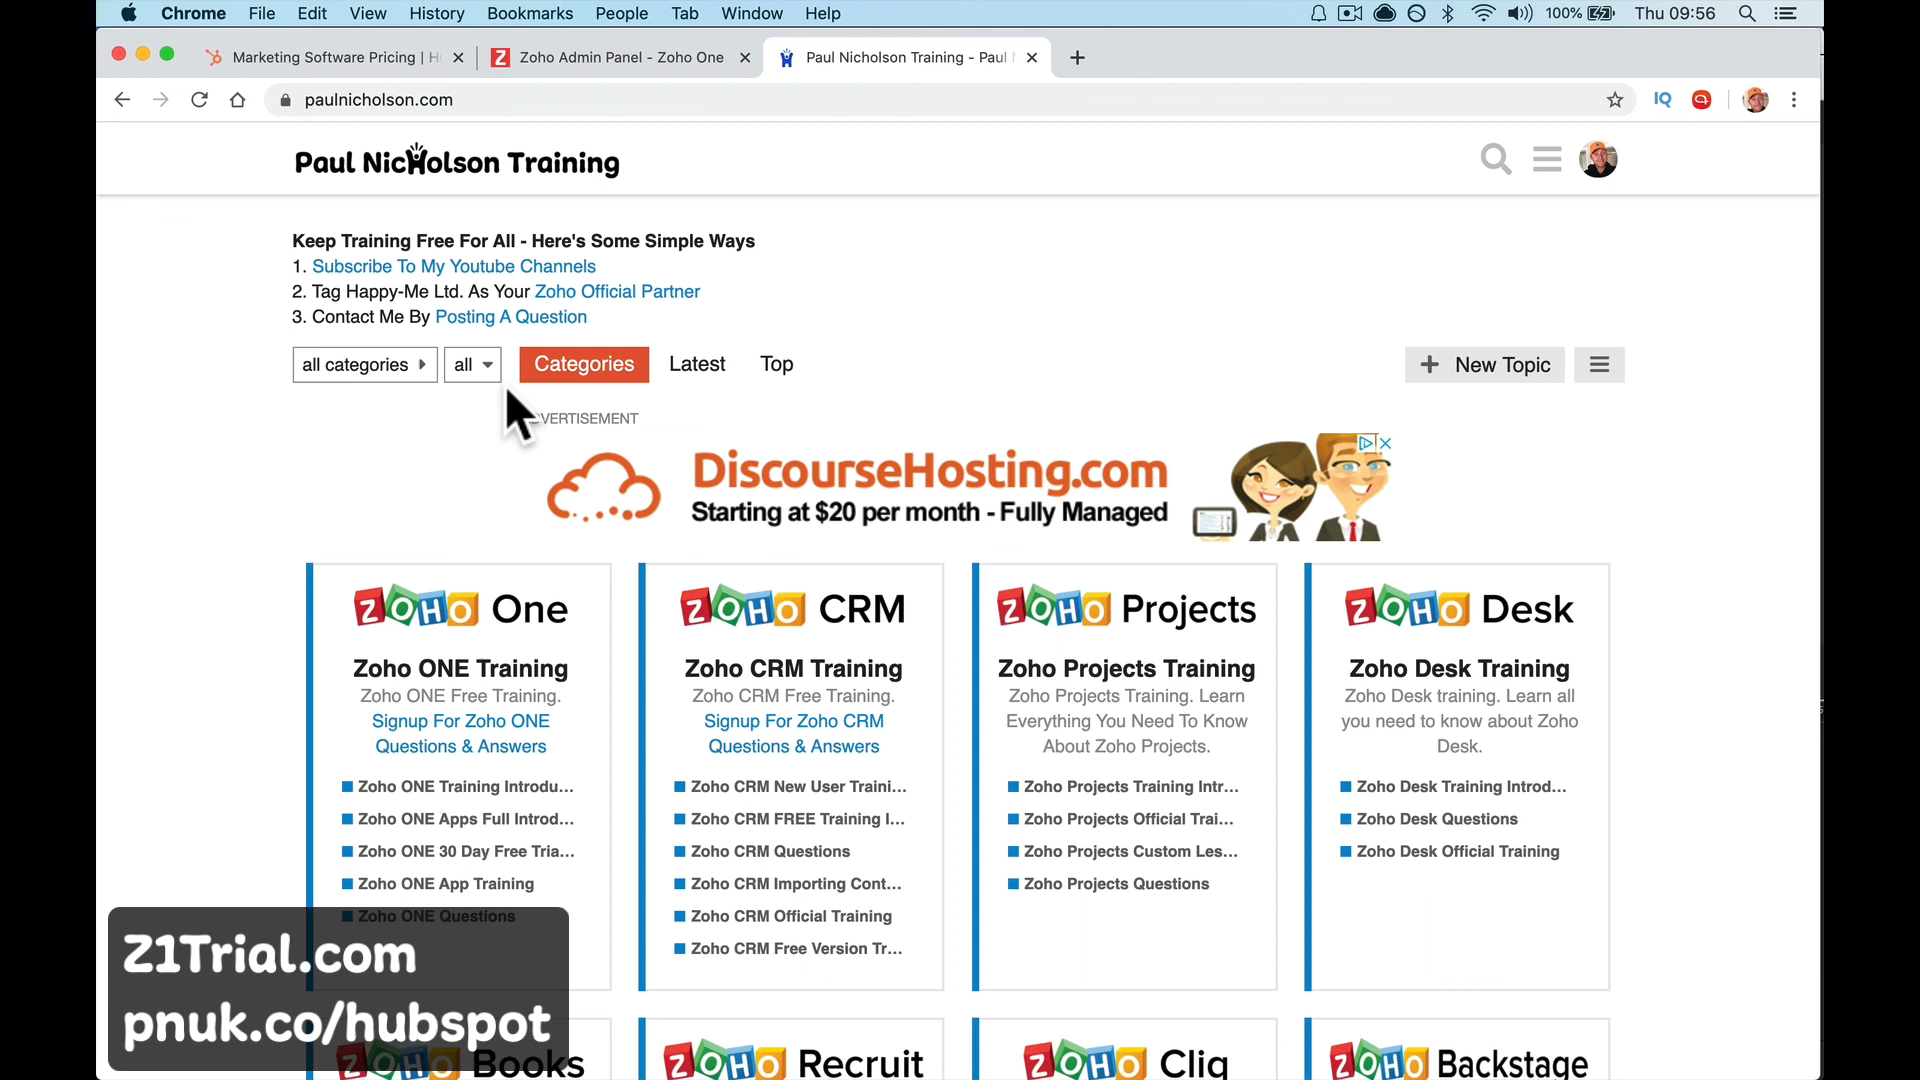 Chrome File Edit View History Bookmarks People Tab Window Help 100% Thu 09:56
Marketing Software Pricing | H
Zoho Admin Panel - Zoho One
Paul Nicholson Training - Paul
paulnicholson.com
IQ
Paul Nicholson Training
Keep Training Free For All - Here's Some Simple Ways
1. Subscribe To My Youtube Channels
2. Tag Happy-Me Ltd. As Your Zoho Official Partner
3. Contact Me By Posting A Question
all categories
all
Categories
Latest
Top
+ New Topic
VERTISEMENT
DiscourseHosting.com
Starting at $20 per month - Fully Managed
ZOHO One
Zoho ONE Training
Zoho ONE Free Training.
Signup For Zoho ONE
Questions & Answers
Zoho ONE Training Introdu...
Zoho ONE Apps Full Introd...
Zoho ONE 30 Day Free Tria...
Zoho ONE App Training
Zoho ONE Questions
ZOHO CRM
Zoho CRM Training
Zoho CRM Free Training.
Signup For Zoho CRM
Questions & Answers
Zoho CRM New User Traini...
Zoho CRM FREE Training I...
Zoho CRM Questions
Zoho CRM Importing Cont...
Zoho CRM Official Training
Zoho CRM Free Version Tr...
ZOHO Projects
Zoho Projects Training
Zoho Projects Training. Learn
Everything You Need To Know
About Zoho Projects.
Zoho Projects Training Intr...
Zoho Projects Official Trai...
Zoho Projects Custom Les...
Zoho Projects Questions
ZOHO Desk
Zoho Desk Training
Zoho Desk training. Learn all
you need to know about Zoho
Desk.
Zoho Desk Training Introd...
Zoho Desk Questions
Zoho Desk Official Training
Z1Trial.com
pnuk.co/hubspot
ZOHO Books
ZOHO Recruit
ZOHO Cliq
ZOHO Backstage